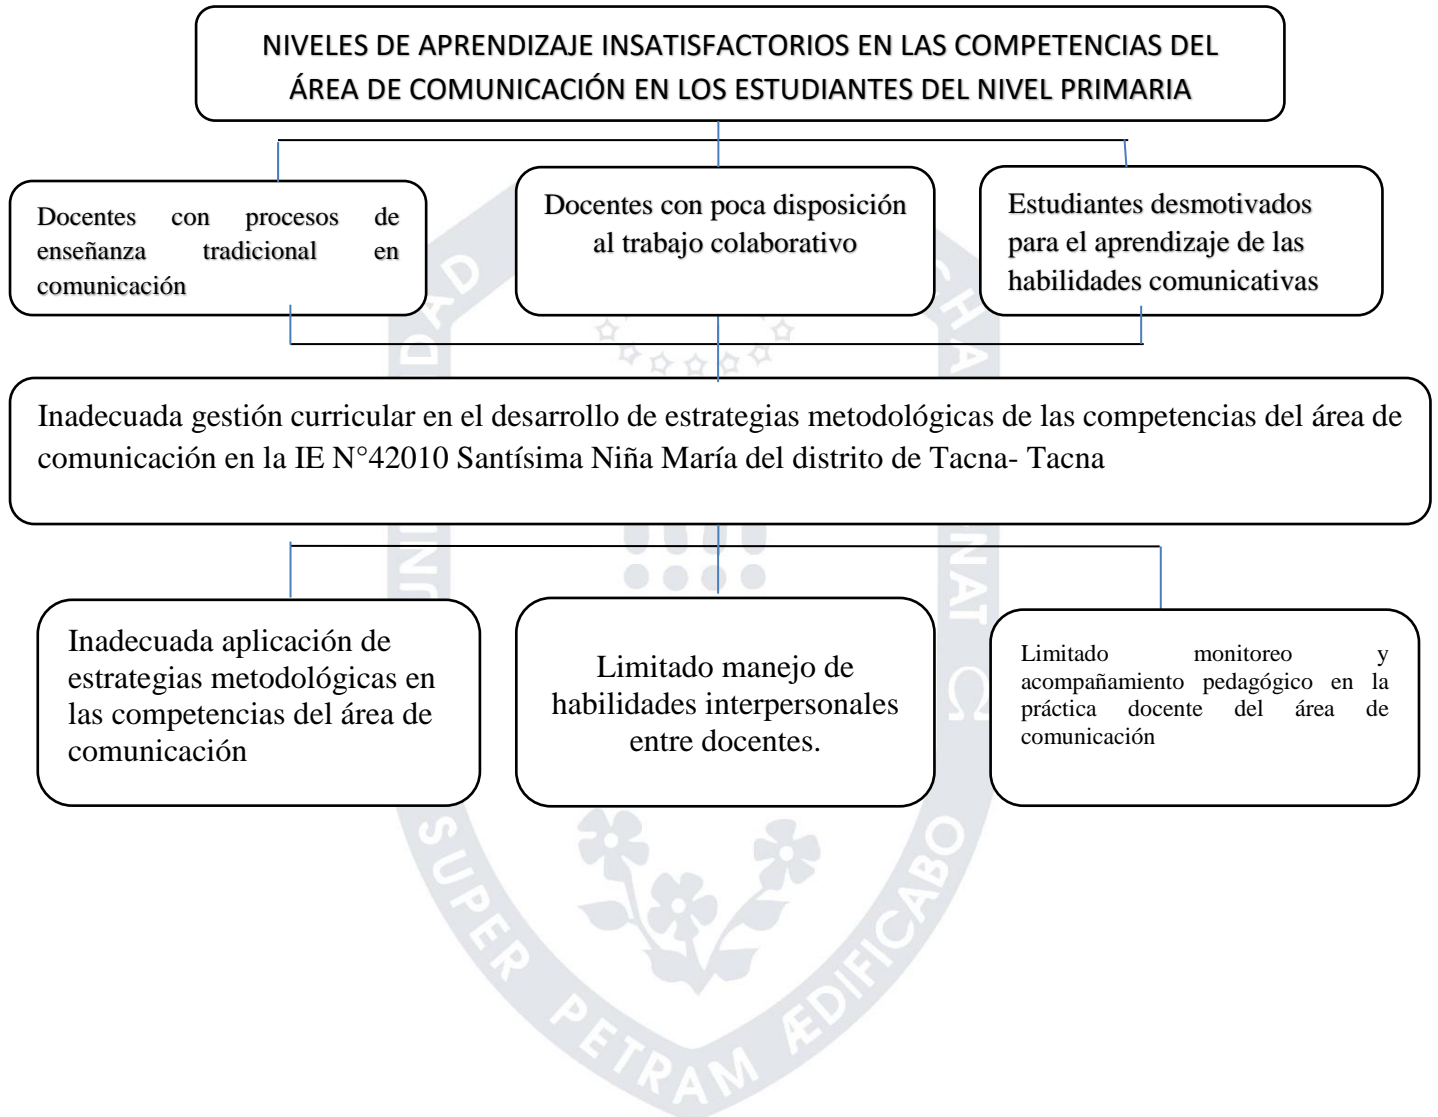 NIVELES DE APRENDIZAJE INSATISFACTORIOS EN LAS COMPETENCIAS DEL
ÁREA DE COMUNICACIÓN EN LOS ESTUDIANTES DEL NIVEL PRIMARIA
Docentes con procesos de
enseñanza tradicional en
comunicación
Docentes con poca disposición
al trabajo colaborativo
Estudiantes desmotivados
para el aprendizaje de las
habilidades comunicativas
Inadecuada gestión curricular en el desarrollo de estrategias metodológicas de las competencias del área de
comunicación en la IE N°42010 Santísima Niña María del distrito de Tacna- Tacna
Inadecuada aplicación de
estrategias metodológicas en
las competencias del área de
comunicación
Limitado manejo de
habilidades interpersonales
entre docentes.
Limitado monitoreo y
acompañamiento pedagógico en la
práctica docente del área de
comunicación
SUPER PETRAM ÆDIFICABO